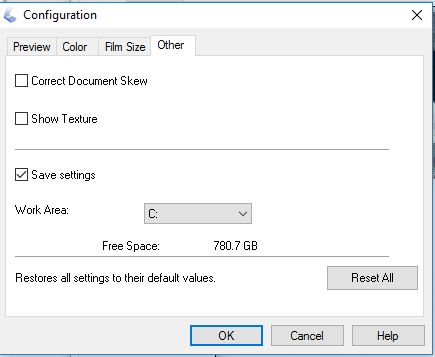 Configuration
Preview Color Film Size Other
Correct Document Skew
Show Texture
Save settings
Work Area: C:
Free Space: 780.7 GB
Restores all settings to their default values. Reset All
OK Cancel Help